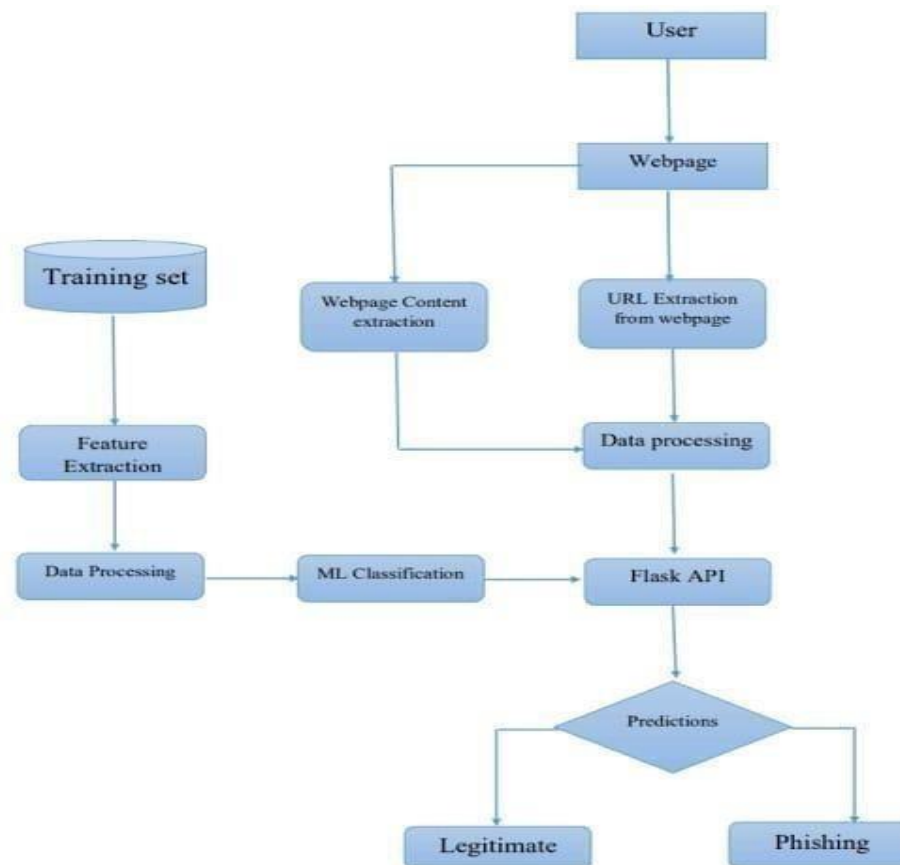 User
Webpage
Training set
Webpage Content
extraction
URL Extraction
from webpage
Feature
Extraction
Data processing
Data Processing
ML Classification
Flask API
Predictions
Legitimate
Phishing